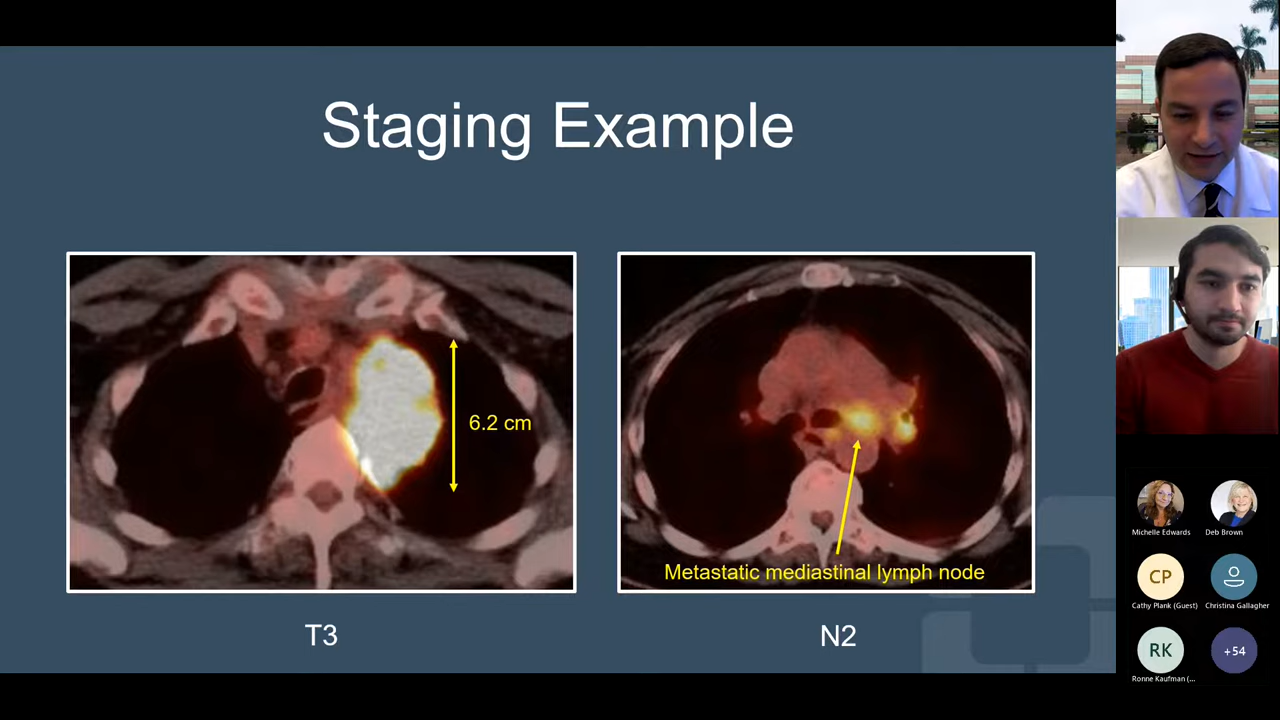 Staging Example
6.2 cm
Metastatic mediastinal lymph node
T3
N2
Michelle Edwards
Deb Brown
CP
Cathy Plank (Guest)
Christina Gallagher
RK
+54
Ronne Kaufman (...